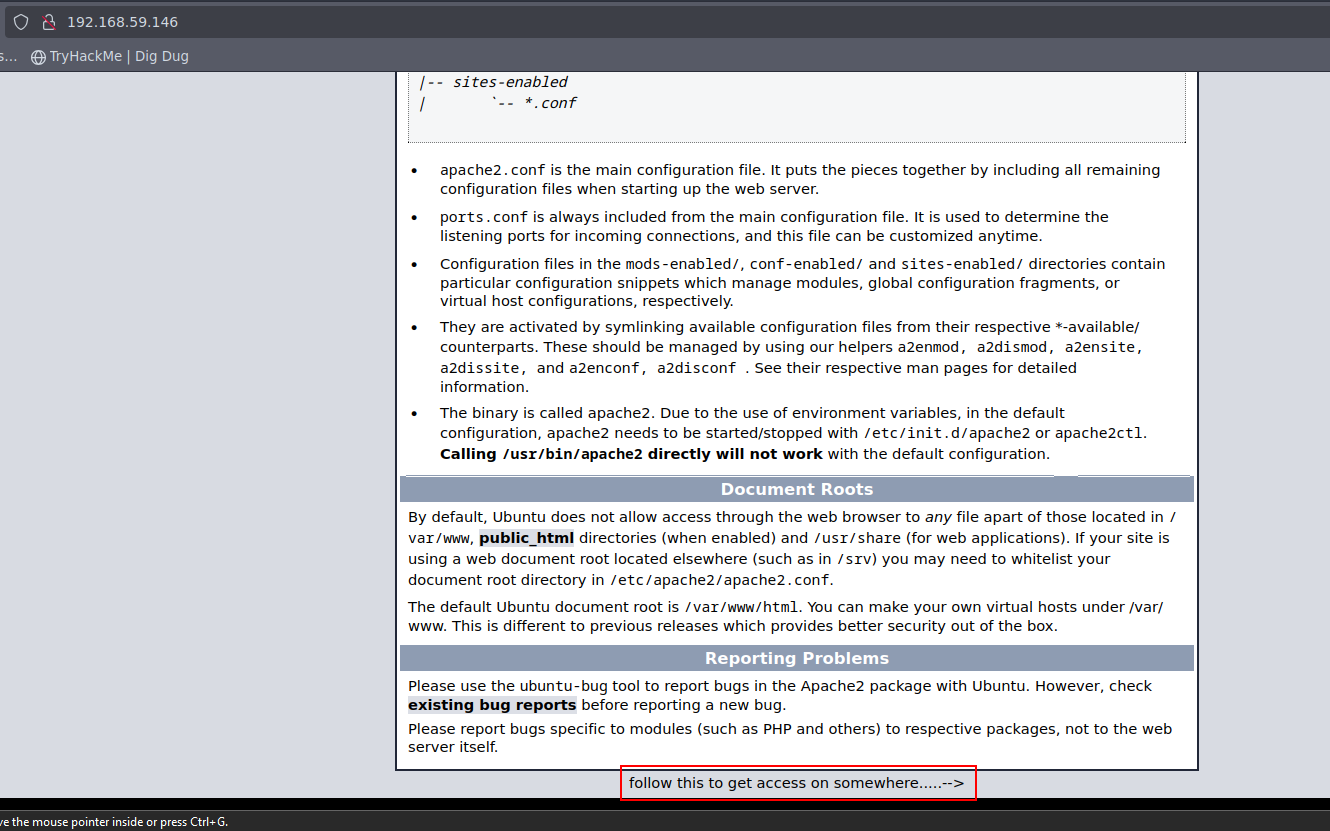 192.168.59.146
s... TryHackMe | Dig Dug
|-- sites-enabled
|       `-- *.conf
• apache2.conf is the main configuration file. It puts the pieces together by including all remaining
configuration files when starting up the web server.
• ports.conf is always included from the main configuration file. It is used to determine the
listening ports for incoming connections, and this file can be customized anytime.
• Configuration files in the mods-enabled/, conf-enabled/ and sites-enabled/ directories contain
particular configuration snippets which manage modules, global configuration fragments, or
virtual host configurations, respectively.
• They are activated by symlinking available configuration files from their respective *-available/
counterparts. These should be managed by using our helpers a2enmod, a2dismod, a2ensite,
a2dissite, and a2enconf, a2disconf . See their respective man pages for detailed
information.
• The binary is called apache2. Due to the use of environment variables, in the default
configuration, apache2 needs to be started/stopped with /etc/init.d/apache2 or apache2ctl.
Calling /usr/bin/apache2 directly will not work with the default configuration.
Document Roots
By default, Ubuntu does not allow access through the web browser to any file apart of those located in /
var/www, public_html directories (when enabled) and /usr/share (for web applications). If your site is
using a web document root located elsewhere (such as in /srv) you may need to whitelist your
document root directory in /etc/apache2/apache2.conf.
The default Ubuntu document root is /var/www/html. You can make your own virtual hosts under /var/
www. This is different to previous releases which provides better security out of the box.
Reporting Problems
Please use the ubuntu-bug tool to report bugs in the Apache2 package with Ubuntu. However, check
existing bug reports before reporting a new bug.
Please report bugs specific to modules (such as PHP and others) to respective packages, not to the web
server itself.
follow this to get access on somewhere.....-->
ve the mouse pointer inside or press Ctrl+G.